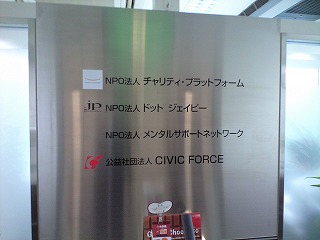 NPO法人 チャリティ・プラットフォーム
.jp NPO法人 ドット ジェイピー
NPO法人 メンタルサポートネットワーク
公益社団法人 CIVIC FORCE